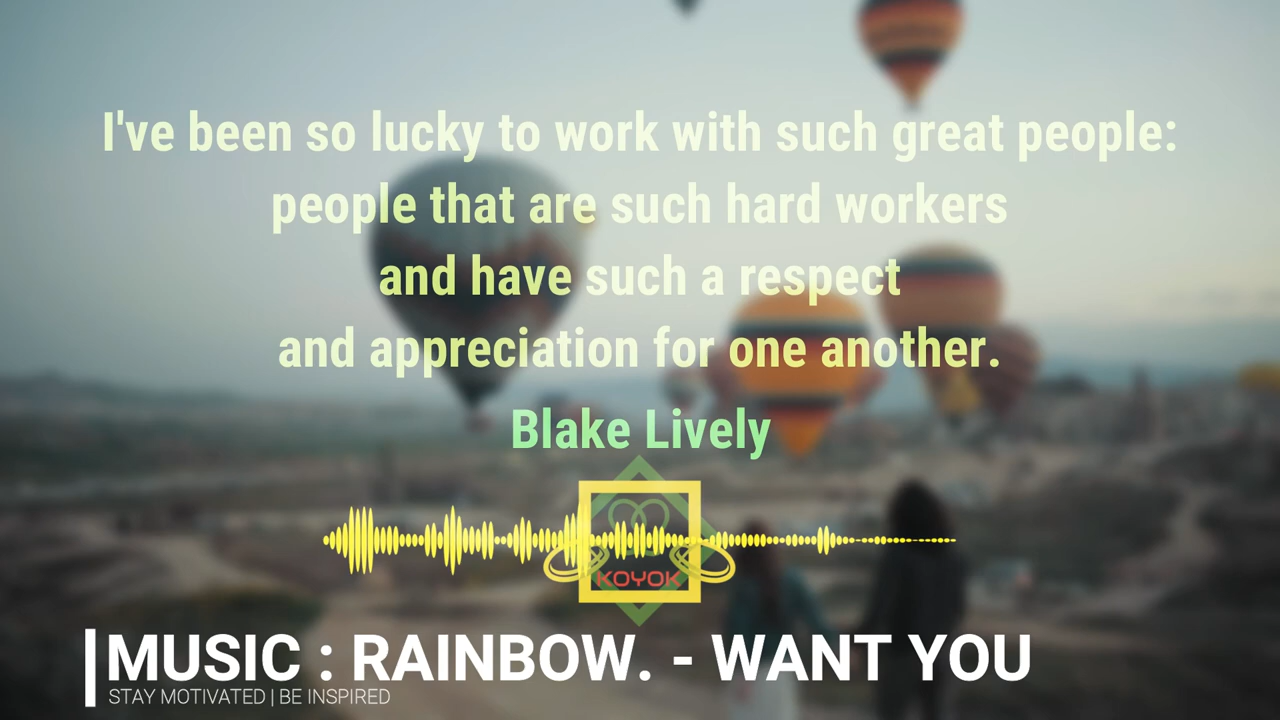 I've been so lucky to work with such great people:
people that are such hard workers
and have such a respect
and appreciation for one another.
Blake Lively
KOYOK
MUSIC : RAINBOW. - WANT YOU
STAY MOTIVATED | BE INSPIRED